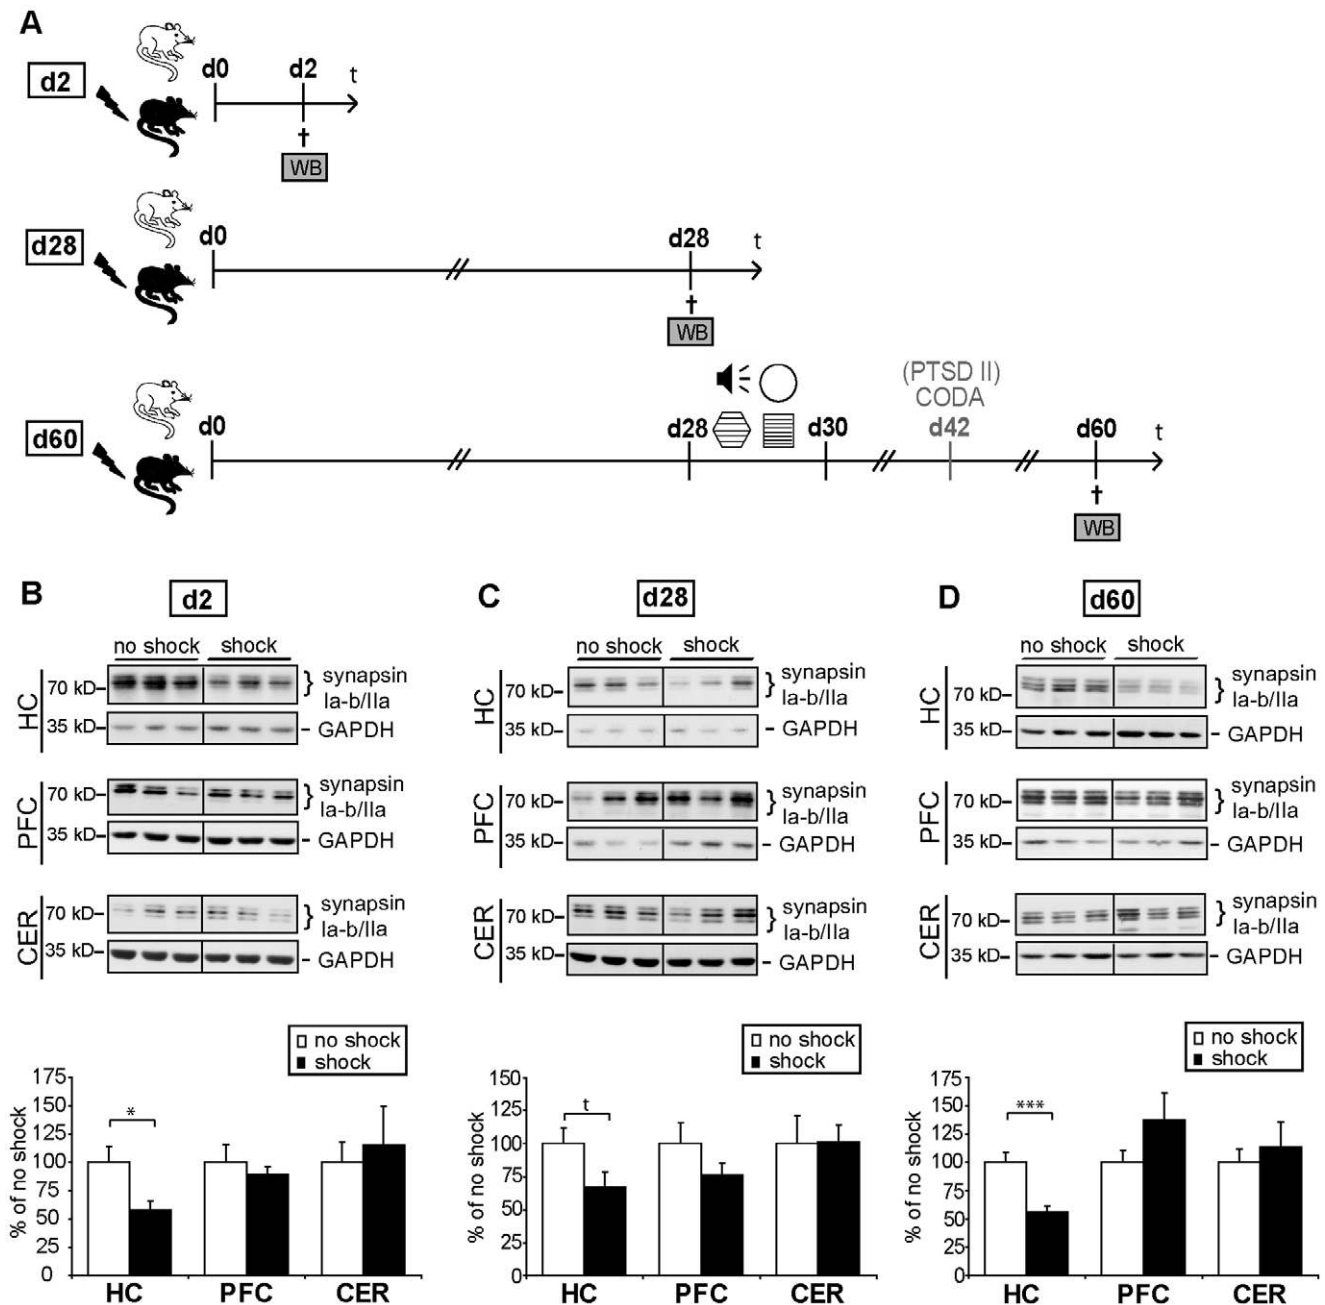 A
d2
d0 d2 t
†
WB
d28
d0 d28 t
†
WB
(PTSD II)
CODA
d60
d0 d28 d30 d42 d60 t
†
WB
B d2
no shock shock
HC
70 kD synapsin
Ia-b/IIa
35 kD GAPDH
PFC
70 kD synapsin
Ia-b/IIa
35 kD GAPDH
CER
70 kD synapsin
Ia-b/IIa
35 kD GAPDH
no shock
shock
% of no shock
175
150
125
100
75
50
25
0
*
HC PFC CER
C d28
no shock shock
HC
70 kD synapsin
Ia-b/IIa
35 kD GAPDH
PFC
70 kD synapsin
Ia-b/IIa
35 kD GAPDH
CER
70 kD synapsin
Ia-b/IIa
35 kD GAPDH
no shock
shock
% of no shock
150
125
100
75
50
25
0
t
HC PFC CER
D d60
no shock shock
HC
70 kD synapsin
Ia-b/IIa
35 kD GAPDH
PFC
70 kD synapsin
Ia-b/IIa
35 kD GAPDH
CER
70 kD synapsin
Ia-b/IIa
35 kD GAPDH
no shock
shock
% of no shock
175
150
125
100
75
50
25
0
***
HC PFC CER